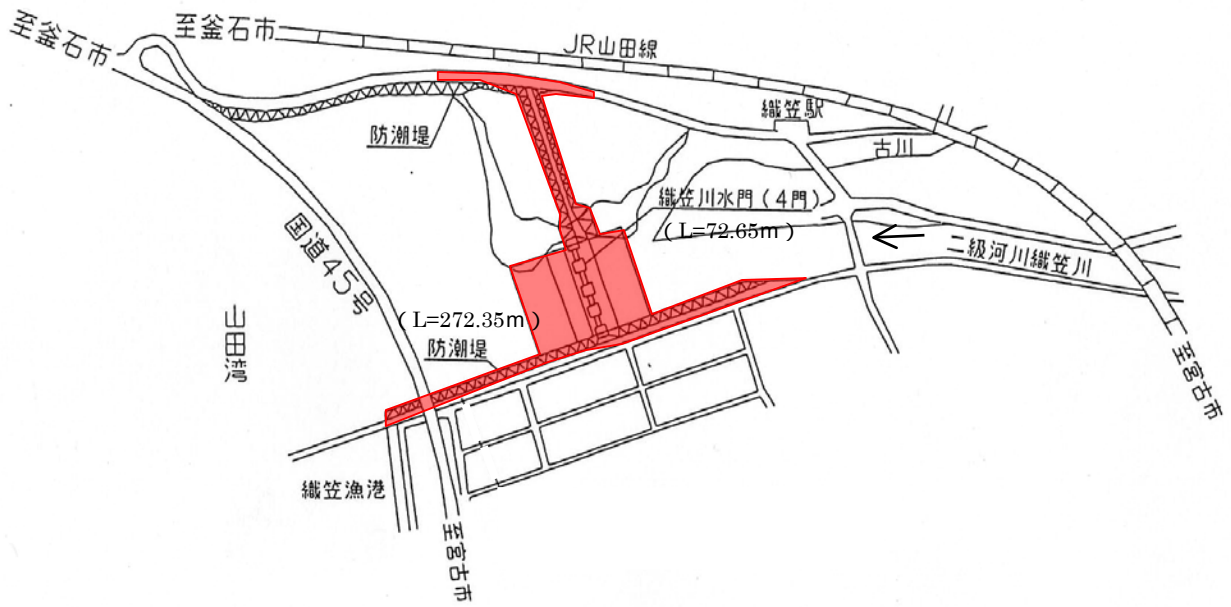 至釜石市
至釜石市
JR山田線
織笠駅
防潮堤
古川
織笠川水門(4門)
(L=72.65m)
二級河川織笠川
国道45号
山田湾
(L=272.35m)
防潮堤
至宮古市
織笠漁港
至宮古市